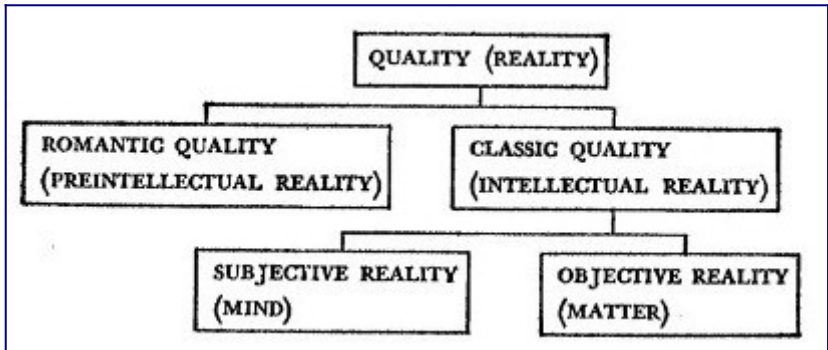 QUALITY (REALITY)
ROMANTIC QUALITY
(PREINTELLECTUAL REALITY)
CLASSIC QUALITY
(INTELLECTUAL REALITY)
SUBJECTIVE REALITY
(MIND)
OBJECTIVE REALITY
(MATTER)